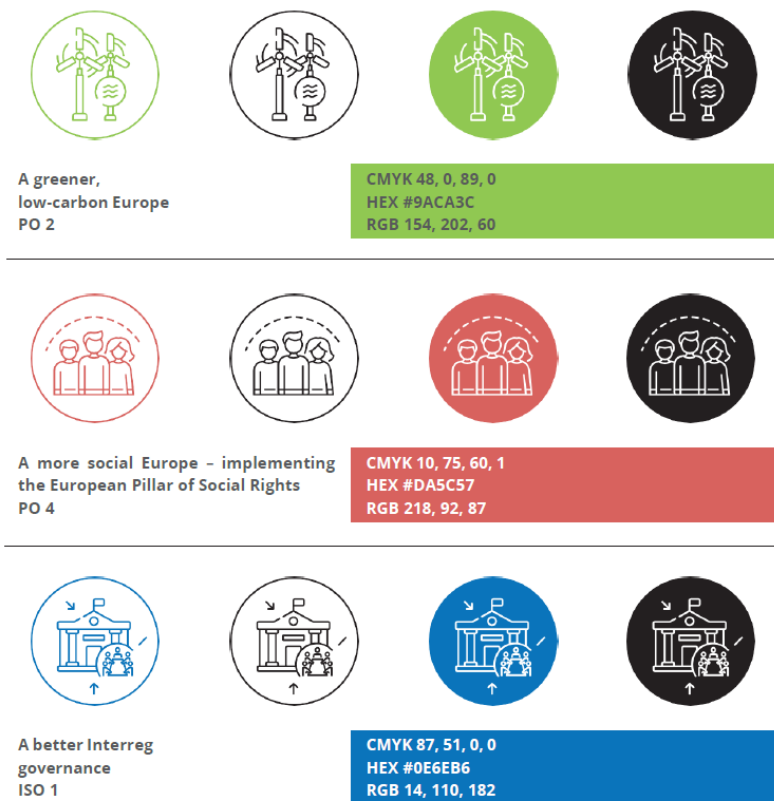 A greener,
low-carbon Europe
PO 2
CMYK 48, 0, 89, 0
HEX #9ACA3C
RGB 154, 202, 60
A more social Europe – implementing
the European Pillar of Social Rights
PO 4
CMYK 10, 75, 60, 1
HEX #DA5C57
RGB 218, 92, 87
A better Interreg
governance
ISO 1
CMYK 87, 51, 0, 0
HEX #0E6EB6
RGB 14, 110, 182